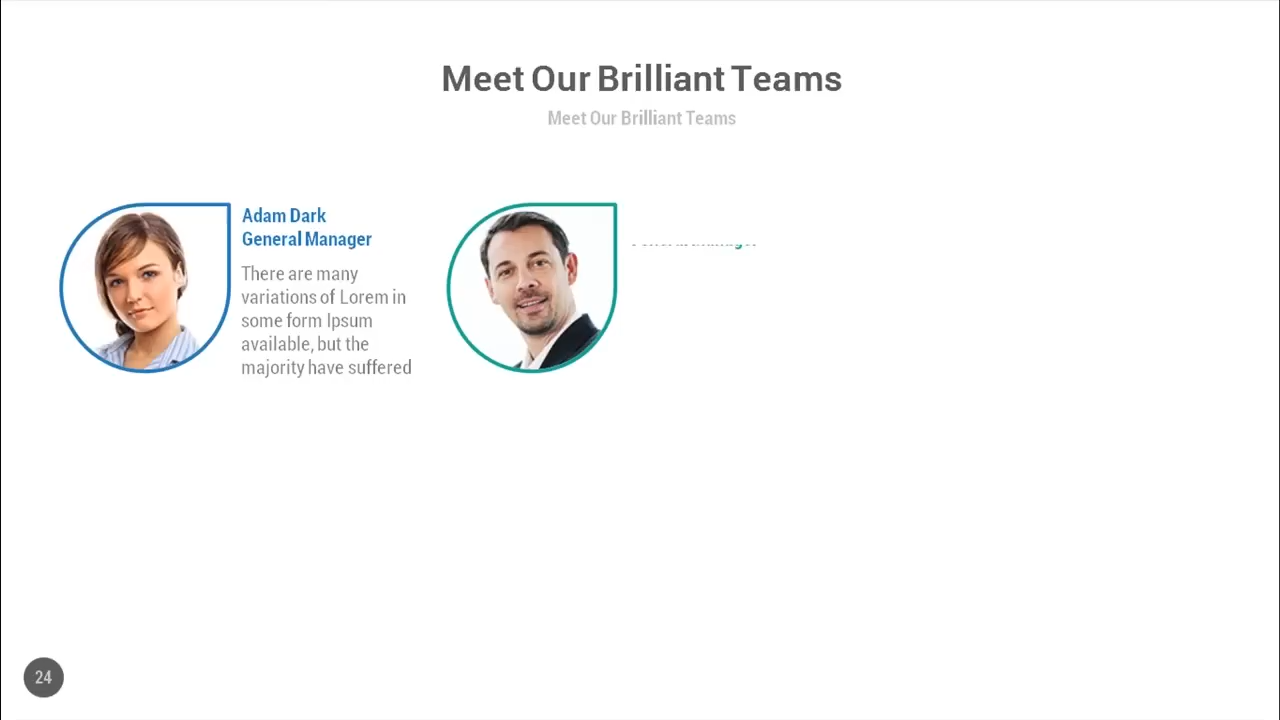 Meet Our Brilliant Teams
Meet Our Brilliant Teams
Adam Dark
General Manager
There are many
variations of Lorem in
some form Ipsum
available, but the
majority have suffered
24